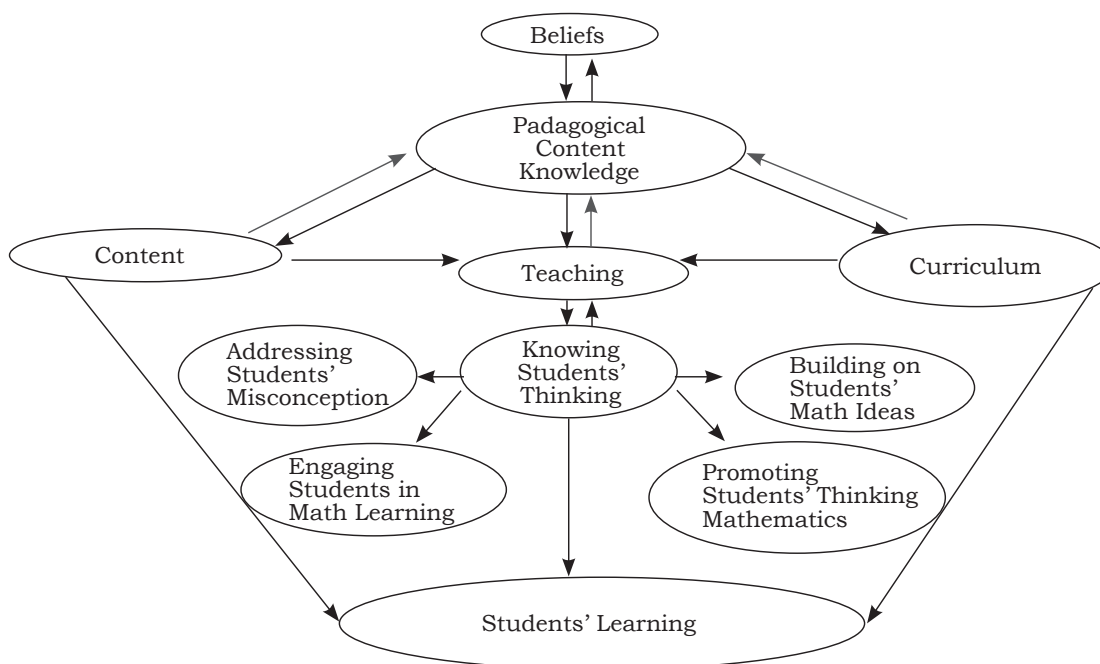 Beliefs
Padagogical
Content
Knowledge
Content
Teaching
Curriculum
Addressing
Students’
Misconception
Knowing
Students’
Thinking
Building on
Students’
Math Ideas
Engaging
Students in
Math Learning
Promoting
Students’ Thinking
Mathematics
Students’ Learning